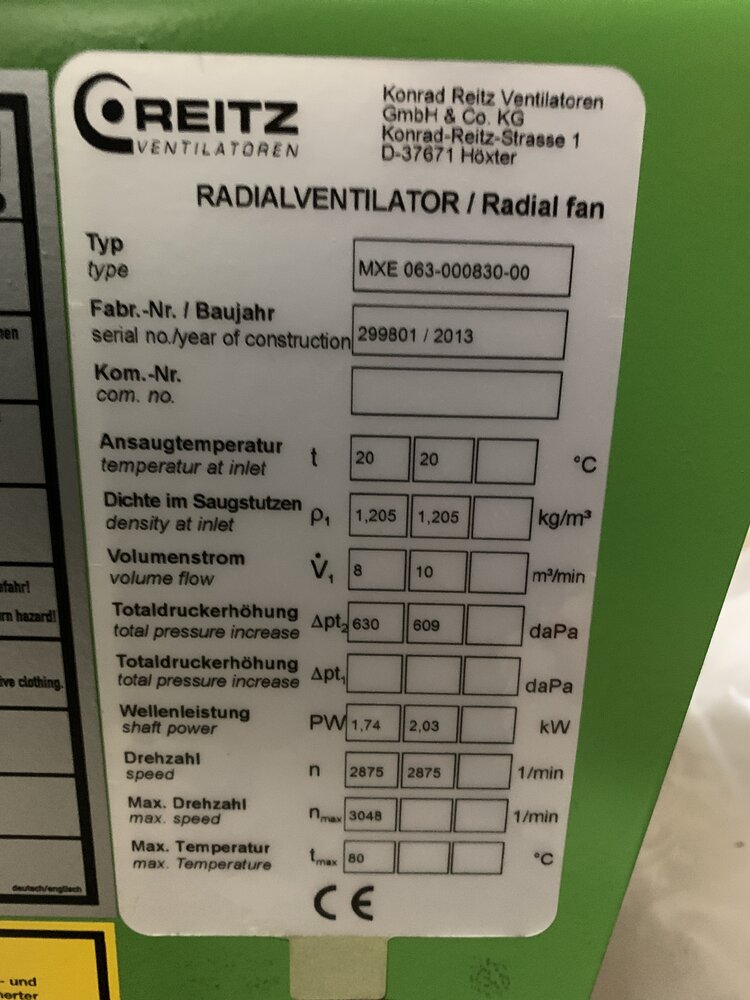 REITZ
VENTILATOREN
Konrad Reitz Ventilatoren
GmbH & Co. KG
Konrad-Reitz-Strasse 1
D-37671 Höxter
RADIALVENTILATOR / Radial fan
Typ
type
MXE 063-000830-00
Fabr.-Nr. / Baujahr
serial no./year of construction
299801 / 2013
Kom.-Nr.
com. no.
Ansaugtemperatur
temperatur at inlet
t 20 20 °C
Dichte im Saugstutzen
density at inlet
ρ₁ 1,205 1,205 kg/m³
Volumenstrom
volume flow
V̇₁ 8 10 m³/min
Totaldruckerhöhung
total pressure increase
Δpt₂ 630 609 daPa
Totaldruckerhöhung
total pressure increase
Δpt₁ daPa
Wellenleistung
shaft power
PW 1,74 2,03 kW
Drehzahl
speed
n 2875 2875 1/min
Max. Drehzahl
max. speed
nmax 3048 1/min
Max. Temperatur
max. Temperature
tmax 80 °C
CE
hazard!
clothing.
deutsch/englisch
- und